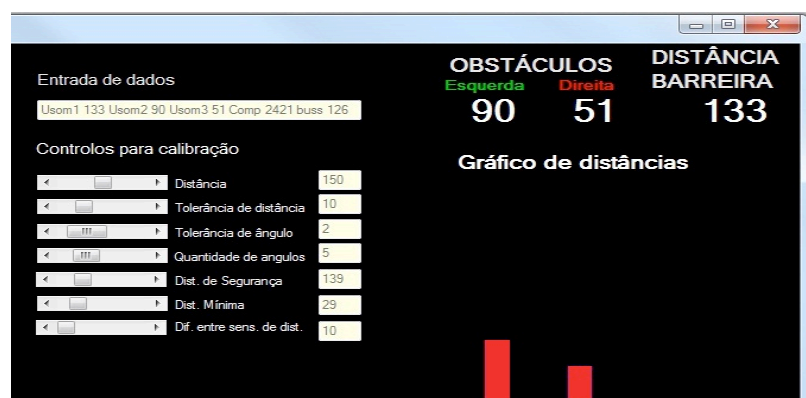 Entrada de dados
Usom1 133 Usom2 90 Usom3 51 Comp 2421 buss 126
Controlos para calibração
Distância 150
Tolerância de distância 10
Tolerância de ângulo 2
Quantidade de angulos 5
Dist. de Segurança 139
Dist. Mínima 29
Dif. entre sens. de dist. 10
OBSTÁCULOS
Esquerda Direita
90 51
DISTÂNCIA
BARREIRA
133
Gráfico de distâncias